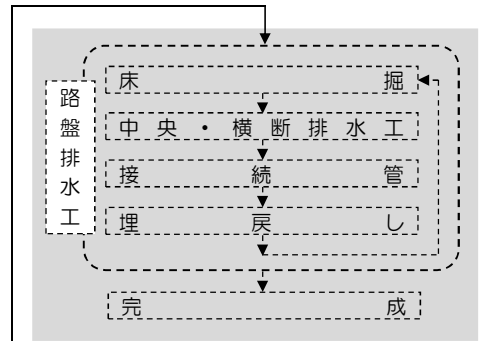 路盤排水工
床掘
中央・横断排水工
接続管
埋戻し
完成